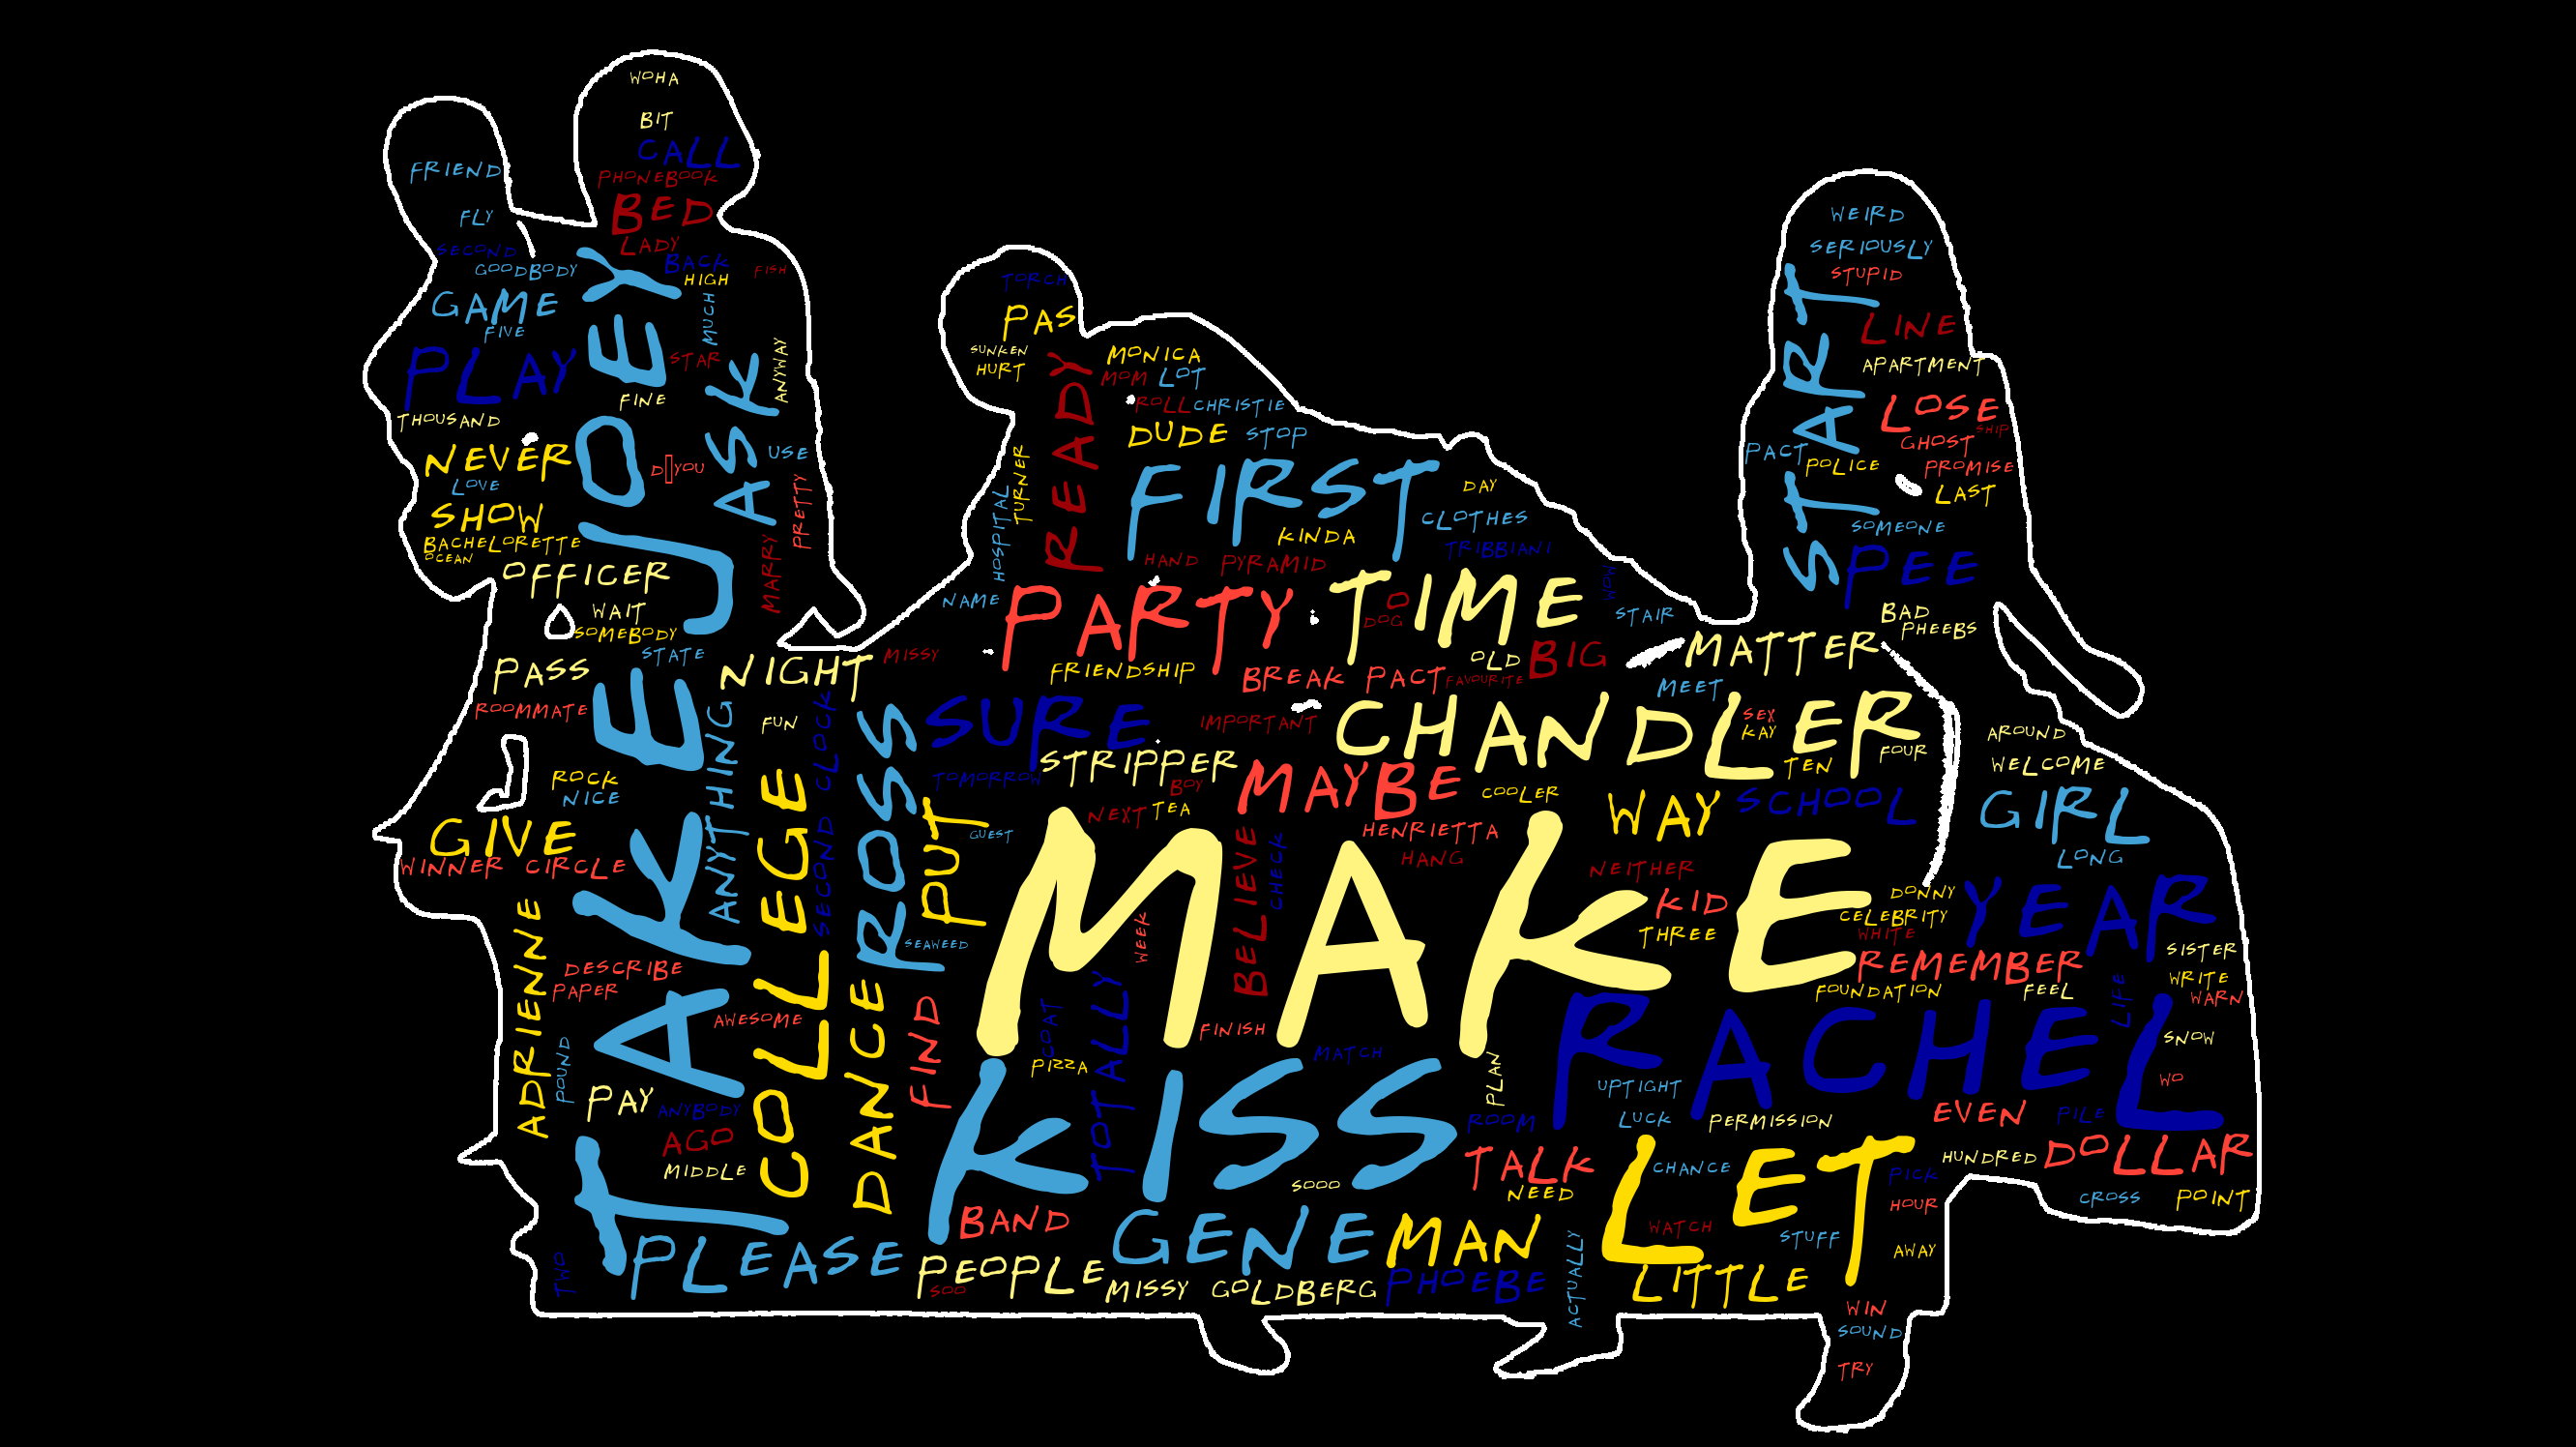 WOHA
BIT
CALL
FRIEND
PHONEBOOK
BED
FLY
LADY
SECOND
BACK
GOODBODY
HIGH
FISH
GAME
FIVE
MUCH
JOEY
STAR
PLAY
ASK
ANYWAY
FINE
THOUSAND
NEVER
USE
LOVE
PRETTY
SHOW
BACHELORETTE
OCEAN
OFFICER
MARRY
WAIT
SOMEBODY
STATE
TORCH
PAS
SUNKEN
HURT
MONICA
MOM
LOT
ROLL
CHRISTIE
READY
DUDE
STOP
TURNER
HOSPITAL
FIRST
DAY
CLOTHES
KINDA
TRIBBIANI
HAND
PYRAMID
NAME
PARTY
TIME
DOG
WOW
STAIR
WEIRD
SERIOUSLY
STUPID
START
LINE
APARTMENT
LOSE
SHIP
GHOST
PACT
POLICE
PROMISE
LAST
SOMEONE
PEE
BAD
PHEEBS
PASS
NIGHT
MISSY
FRIENDSHIP
BREAK PACT
FAVOURITE
OLD
BIG
MATTER
MEET
ROOMMATE
TAKE
ANYTHING
FUN
SECOND CLOCK
ROSS
SURE
IMPORTANT
CHANDLER
SEX
KAY
FOUR
TEN
AROUND
WELCOME
ROCK
NICE
COLLEGE
TOMORROW
STRIPPER
BOY
NEXT
TEA
MAYBE
COOLER
WAY
SCHOOL
GIRL
LONG
GIVE
WINNER CIRCLE
PUT
GUEST
HENRIETTA
HANG
NEITHER
MAKE
BELIEVE
CHECK
KID
THREE
DONNY
CELEBRITY
WHITE
YEAR
SISTER
WRITE
WARN
ADRIENNE
SEAWEED
WEEK
DESCRIBE
PAPER
AWESOME
DANCE
FIND
REMEMBER
FOUNDATION
FEEL
LIFE
RACHEL
SNOW
WO
POUND
PAY
ANYBODY
AGO
MIDDLE
COAT
PIZZA
TOTALLY
FINISH
MATCH
PLAN
KISS
ROOM
UPTIGHT
LUCK
PERMISSION
EVEN
PILE
HUNDRED
DOLLAR
CROSS
POINT
TALK
NEED
SOOO
CHANCE
LET
PICK
HOUR
WATCH
STUFF
AWAY
BAND
GENE
MAN
TWO
PLEASE
PEOPLE
SOO
MISSY GOLDBERG
PHOEBE
ACTUALLY
LITTLE
WIN
SOUND
TRY